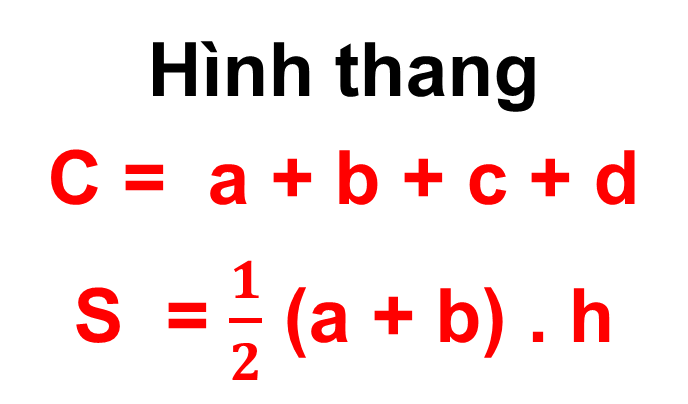 Hình thang
C = a + b + c + d
S = 1/2 (a + b) . h